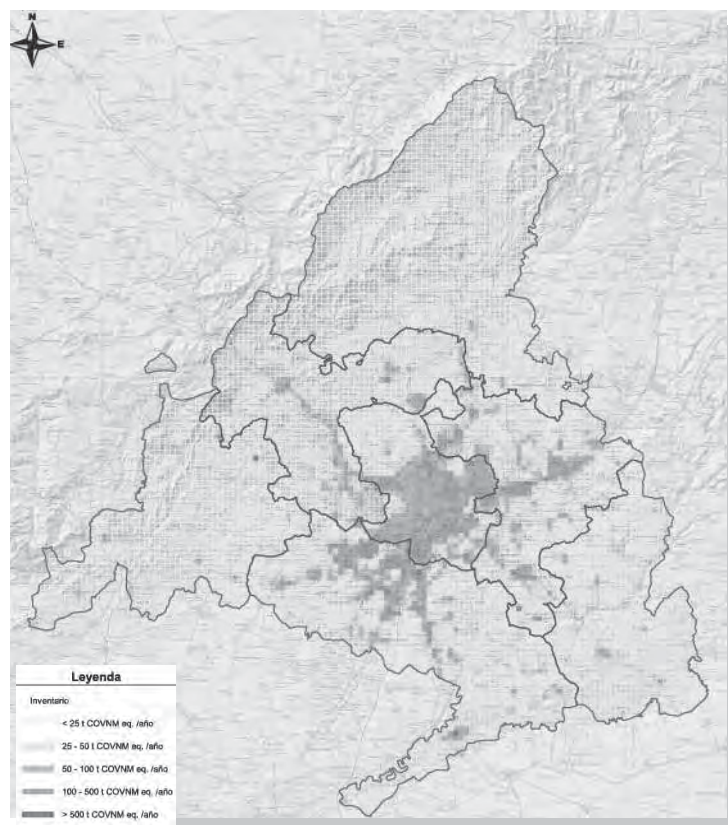 N
E
Leyenda
Inventario
< 25 t COVNM eq. /año
25 - 50 t COVNM eq. /año
50 - 100 t COVNM eq. /año
100 - 500 t COVNM eq. /año
> 500 t COVNM eq. /año